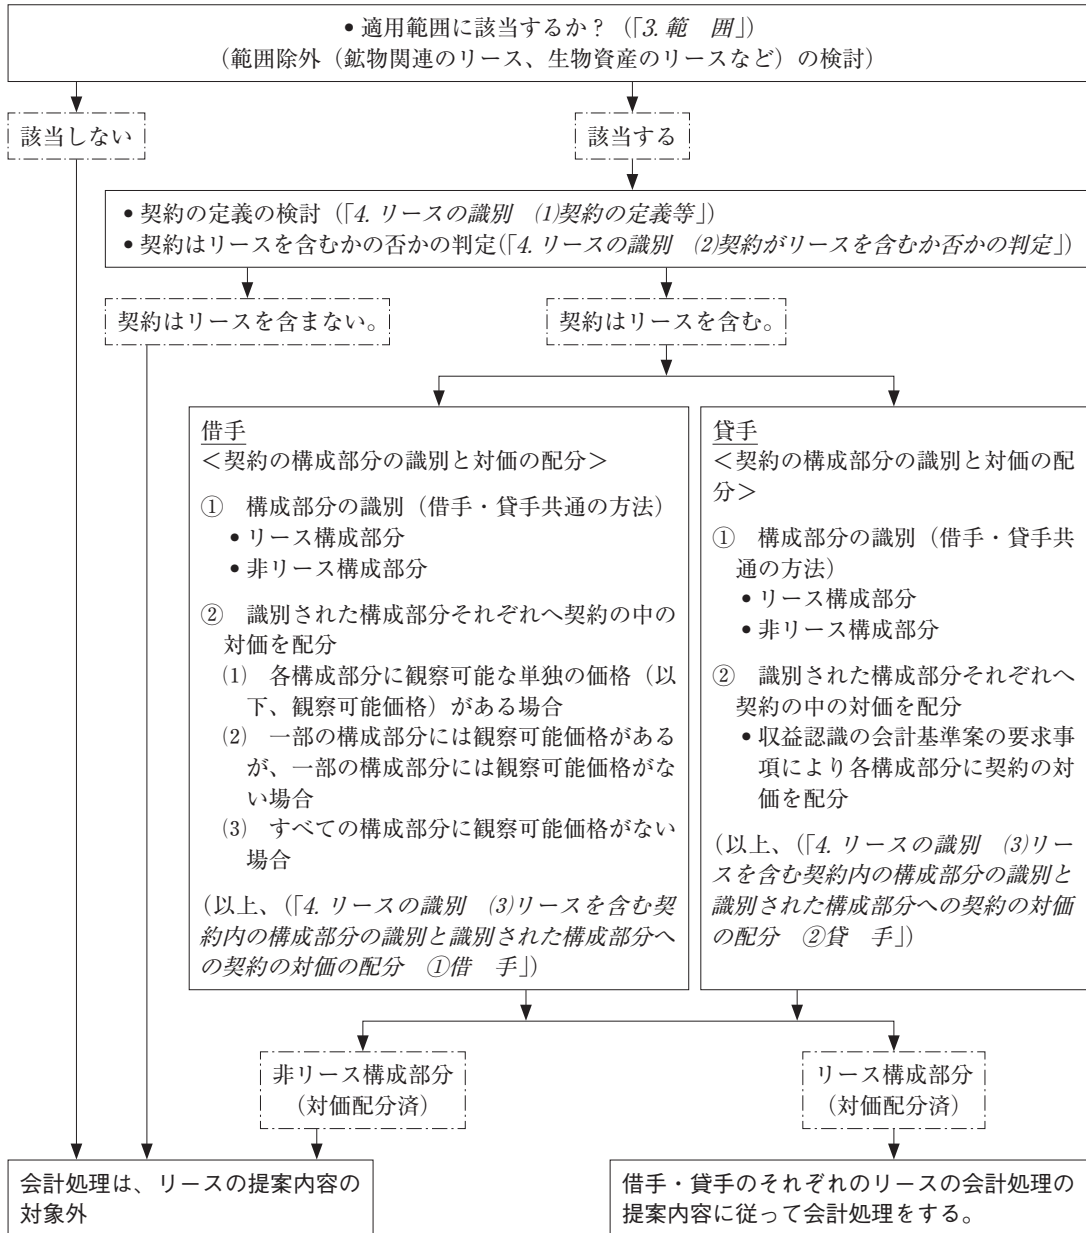 • 適用範囲に該当するか？（「3. 範　囲」）
（範囲除外（鉱物関連のリース、生物資産のリースなど）の検討）
該当しない
該当する
• 契約の定義の検討（「4. リースの識別　(1)契約の定義等」）
• 契約はリースを含むかの否かの判定（「4. リースの識別　(2)契約がリースを含むか否かの判定」）
契約はリースを含まない。
契約はリースを含む。
借手
＜契約の構成部分の識別と対価の配分＞
①　構成部分の識別（借手・貸手共通の方法）
• リース構成部分
• 非リース構成部分
②　識別された構成部分それぞれへ契約の中の
対価を配分
(1)　各構成部分に観察可能な単独の価格（以
下、観察可能価格）がある場合
(2)　一部の構成部分には観察可能価格がある
が、一部の構成部分には観察可能価格がな
い場合
(3)　すべての構成部分に観察可能価格がない
場合
（以上、（「4. リースの識別　(3)リースを含む契
約内の構成部分の識別と識別された構成部分へ
の契約の対価の配分　①借　手」）
貸手
＜契約の構成部分の識別と対価の配
分＞
①　構成部分の識別（借手・貸手共
通の方法）
• リース構成部分
• 非リース構成部分
②　識別された構成部分それぞれへ
契約の中の対価を配分
• 収益認識の会計基準案の要求事
項により各構成部分に契約の対
価を配分
（以上、（「4. リースの識別　(3)リー
スを含む契約内の構成部分の識別と
識別された構成部分への契約の対価
の配分　②貸　手」）
非リース構成部分
（対価配分済）
リース構成部分
（対価配分済）
会計処理は、リースの提案内容の
対象外
借手・貸手のそれぞれのリースの会計処理の
提案内容に従って会計処理をする。